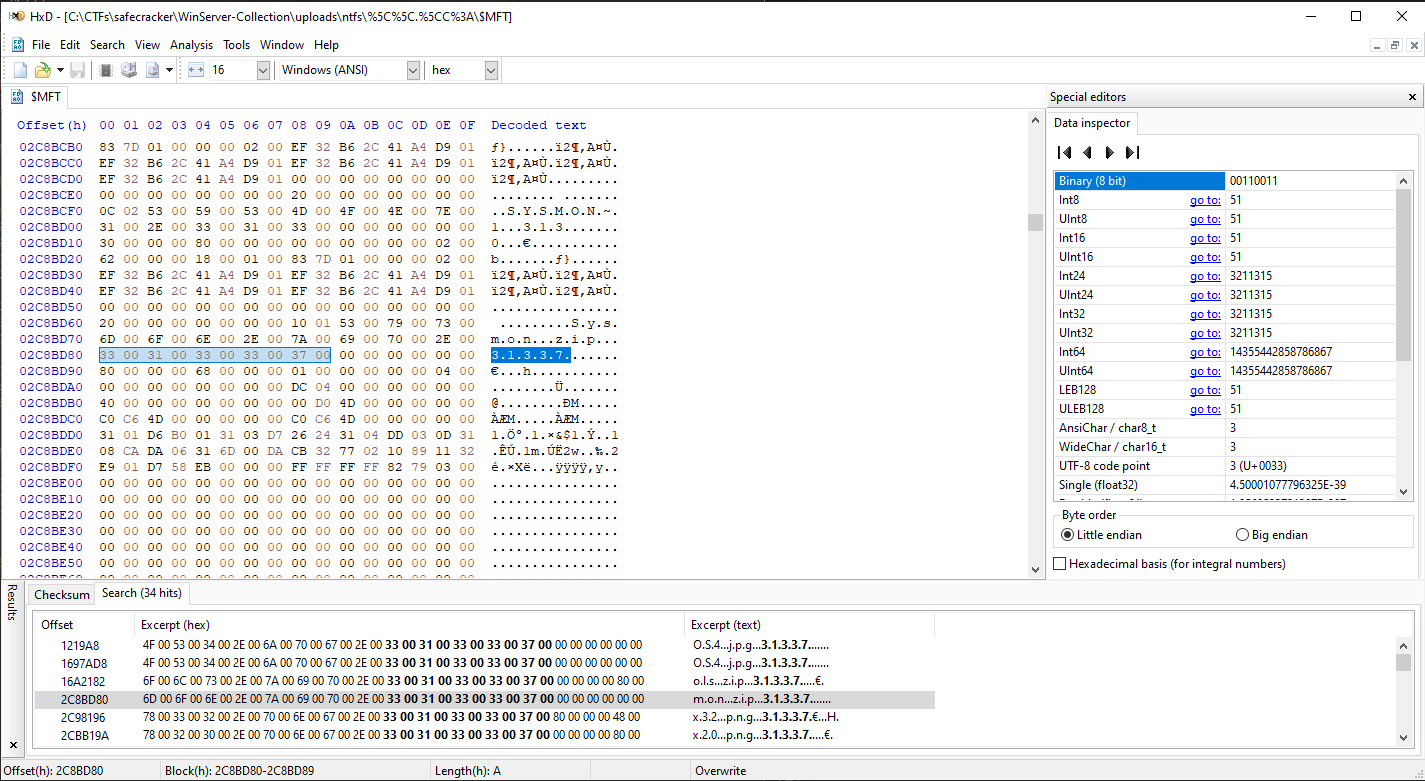 HxD - [C:\CTFs\safecracker\WinServer-Collection\uploads\ntfs\%5C%5C.%5CC%3A\$MFT]
File Edit Search View Analysis Tools Window Help
16 Windows (ANSI) hex
$MFT
Offset(h) 00 01 02 03 04 05 06 07 08 09 0A 0B 0C 0D 0E 0F Decoded text
02C8BCB0 83 7D 01 00 00 00 02 00 EF 32 B6 2C 41 A4 D9 01 ƒ}......ï2¶,A¤Ù.
02C8BCC0 EF 32 B6 2C 41 A4 D9 01 EF 32 B6 2C 41 A4 D9 01 ï2¶,A¤Ù.ï2¶,A¤Ù.
02C8BCD0 EF 32 B6 2C 41 A4 D9 01 00 00 00 00 00 00 00 00 ï2¶,A¤Ù.........
02C8BCE0 00 00 00 00 00 00 00 00 20 00 00 00 00 00 00 00 ........ .......
02C8BCF0 0C 02 53 00 59 00 53 00 4D 00 4F 00 4E 00 7E 00 ..S.Y.S.M.O.N.~.
02C8BD00 31 00 2E 00 33 00 31 00 33 00 00 00 00 00 00 00 1...3.1.3.......
02C8BD10 30 00 00 00 80 00 00 00 00 00 00 00 00 00 02 00 0...€...........
02C8BD20 62 00 00 00 18 00 01 00 83 7D 01 00 00 00 02 00 b.......ƒ}......
02C8BD30 EF 32 B6 2C 41 A4 D9 01 EF 32 B6 2C 41 A4 D9 01 ï2¶,A¤Ù.ï2¶,A¤Ù.
02C8BD40 EF 32 B6 2C 41 A4 D9 01 EF 32 B6 2C 41 A4 D9 01 ï2¶,A¤Ù.ï2¶,A¤Ù.
02C8BD50 00 00 00 00 00 00 00 00 00 00 00 00 00 00 00 00 ................
02C8BD60 20 00 00 00 00 00 00 00 10 01 53 00 79 00 73 00  .........S.y.s.
02C8BD70 6D 00 6F 00 6E 00 2E 00 7A 00 69 00 70 00 2E 00 m.o.n...z.i.p...
02C8BD80 33 00 31 00 33 00 33 00 37 00 00 00 00 00 00 00 3.1.3.3.7.......
02C8BD90 80 00 00 00 68 00 00 00 01 00 00 00 00 00 04 00 €...h...........
02C8BDA0 00 00 00 00 00 00 00 00 DC 04 00 00 00 00 00 00 ........Ü.......
02C8BDB0 40 00 00 00 00 00 00 00 00 D0 4D 00 00 00 00 00 @........ÐM.....
02C8BDC0 C0 C6 4D 00 00 00 00 00 C0 C6 4D 00 00 00 00 00 ÀÆM.....ÀÆM.....
02C8BDD0 31 01 D6 B0 01 31 03 D7 26 24 31 04 DD 03 0D 31 1.Ö°.1.×&$1.Ý..1
02C8BDE0 08 CA DA 06 31 6D 00 DA CB 32 77 02 10 89 11 32 .ÊÚ.1m.ÚË2w..‰.2
02C8BDF0 E9 01 D7 58 EB 00 00 00 FF FF FF FF 82 79 03 00 é.×Xë...ÿÿÿÿ‚y..
02C8BE00 00 00 00 00 00 00 00 00 00 00 00 00 00 00 00 00 ................
02C8BE10 00 00 00 00 00 00 00 00 00 00 00 00 00 00 00 00 ................
02C8BE20 00 00 00 00 00 00 00 00 00 00 00 00 00 00 00 00 ................
02C8BE30 00 00 00 00 00 00 00 00 00 00 00 00 00 00 00 00 ................
02C8BE40 00 00 00 00 00 00 00 00 00 00 00 00 00 00 00 00 ................
02C8BE50 00 00 00 00 00 00 00 00 00 00 00 00 00 00 00 00 ................
Special editors
Data inspector
Binary (8 bit) 00110011
Int8 go to: 51
UInt8 go to: 51
Int16 go to: 51
UInt16 go to: 51
Int24 go to: 3211315
UInt24 go to: 3211315
Int32 go to: 3211315
UInt32 go to: 3211315
Int64 go to: 14355442858786867
UInt64 go to: 14355442858786867
LEB128 go to: 51
ULEB128 go to: 51
AnsiChar / char8_t 3
WideChar / char16_t 3
UTF-8 code point 3 (U+0033)
Single (float32) 4.50001077796325E-39
Byte order
Little endian Big endian
Hexadecimal basis (for integral numbers)
Results
Checksum Search (34 hits)
Offset Excerpt (hex) Excerpt (text)
1219A8 4F 00 53 00 34 00 2E 00 6A 00 70 00 67 00 2E 00 33 00 31 00 33 00 33 00 37 00 00 00 00 00 00 00 O.S.4...j.p.g...3.1.3.3.7.......
1697AD8 4F 00 53 00 34 00 2E 00 6A 00 70 00 67 00 2E 00 33 00 31 00 33 00 33 00 37 00 00 00 00 00 00 00 O.S.4...j.p.g...3.1.3.3.7.......
16A2182 6F 00 6C 00 73 00 2E 00 7A 00 69 00 70 00 2E 00 33 00 31 00 33 00 33 00 37 00 00 00 00 00 80 00 o.l.s...z.i.p...3.1.3.3.7.....€.
2C8BD80 6D 00 6F 00 6E 00 2E 00 7A 00 69 00 70 00 2E 00 33 00 31 00 33 00 33 00 37 00 00 00 00 00 00 00 m.o.n...z.i.p...3.1.3.3.7.......
2C98196 78 00 33 00 32 00 2E 00 70 00 6E 00 67 00 2E 00 33 00 31 00 33 00 33 00 37 00 80 00 00 00 48 00 x.3.2...p.n.g...3.1.3.3.7.€...H.
2CBB19A 78 00 32 00 30 00 2E 00 70 00 6E 00 67 00 2E 00 33 00 31 00 33 00 33 00 37 00 00 00 00 00 80 00 x.2.0...p.n.g...3.1.3.3.7.....€.
Offset(h): 2C8BD80 Block(h): 2C8BD80-2C8BD89 Length(h): A Overwrite